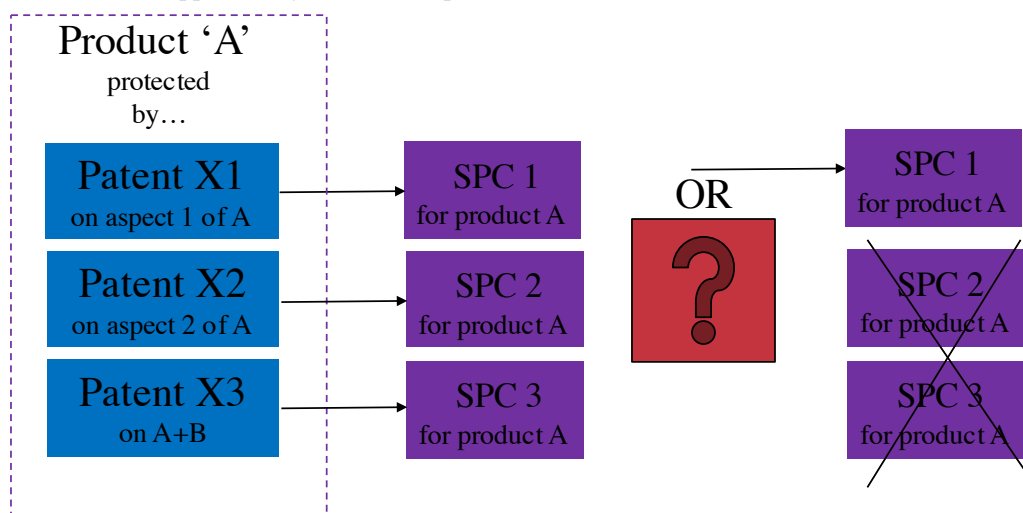 Product ‘A’
protected
by…
Patent X1
on aspect 1 of A
Patent X2
on aspect 2 of A
Patent X3
on A+B
SPC 1
for product A
SPC 2
for product A
SPC 3
for product A
OR
?
SPC 1
for product A
SPC 2
for product A
SPC 3
for product A